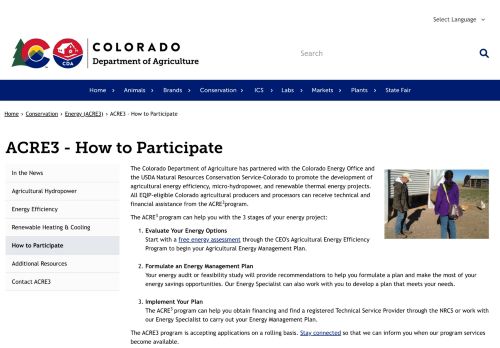 Select Language
COLORADO
Department of Agriculture
CO
CDA
Search
Home
Animals
Brands
Conservation
ICS
Labs
Markets
Plants
State Fair
Home › Conservation › Energy (ACRE3) › ACRE3 - How to Participate
ACRE3 - How to Participate
In the News
Agricultural Hydropower
Energy Efficiency
Renewable Heating & Cooling
How to Participate
Additional Resources
Contact ACRE3
The Colorado Department of Agriculture has partnered with the Colorado Energy Office and
the USDA Natural Resources Conservation Service-Colorado to promote the development of
agricultural energy efficiency, micro-hydropower, and renewable thermal energy projects.
All EQIP-eligible Colorado agricultural producers and processors can receive technical and
financial assistance from the ACRE³program.
The ACRE³ program can help you with the 3 stages of your energy project:
1. Evaluate Your Energy Options
Start with a free energy assessment through the CEO's Agricultural Energy Efficiency
Program to begin your Agricultural Energy Management Plan.
2. Formulate an Energy Management Plan
Your energy audit or feasibility study will provide recommendations to help you formulate a plan and make the most of your
energy savings opportunities. Our Energy Specialist can also work with you to develop a plan that meets your needs.
3. Implement Your Plan
The ACRE³ program can help you obtain financing and find a registered Technical Service Provider through the NRCS or work with
our Energy Specialist to carry out your Energy Management Plan.
The ACRE3 program is accepting applications on a rolling basis. Stay connected so that we can inform you when our program services
become available.